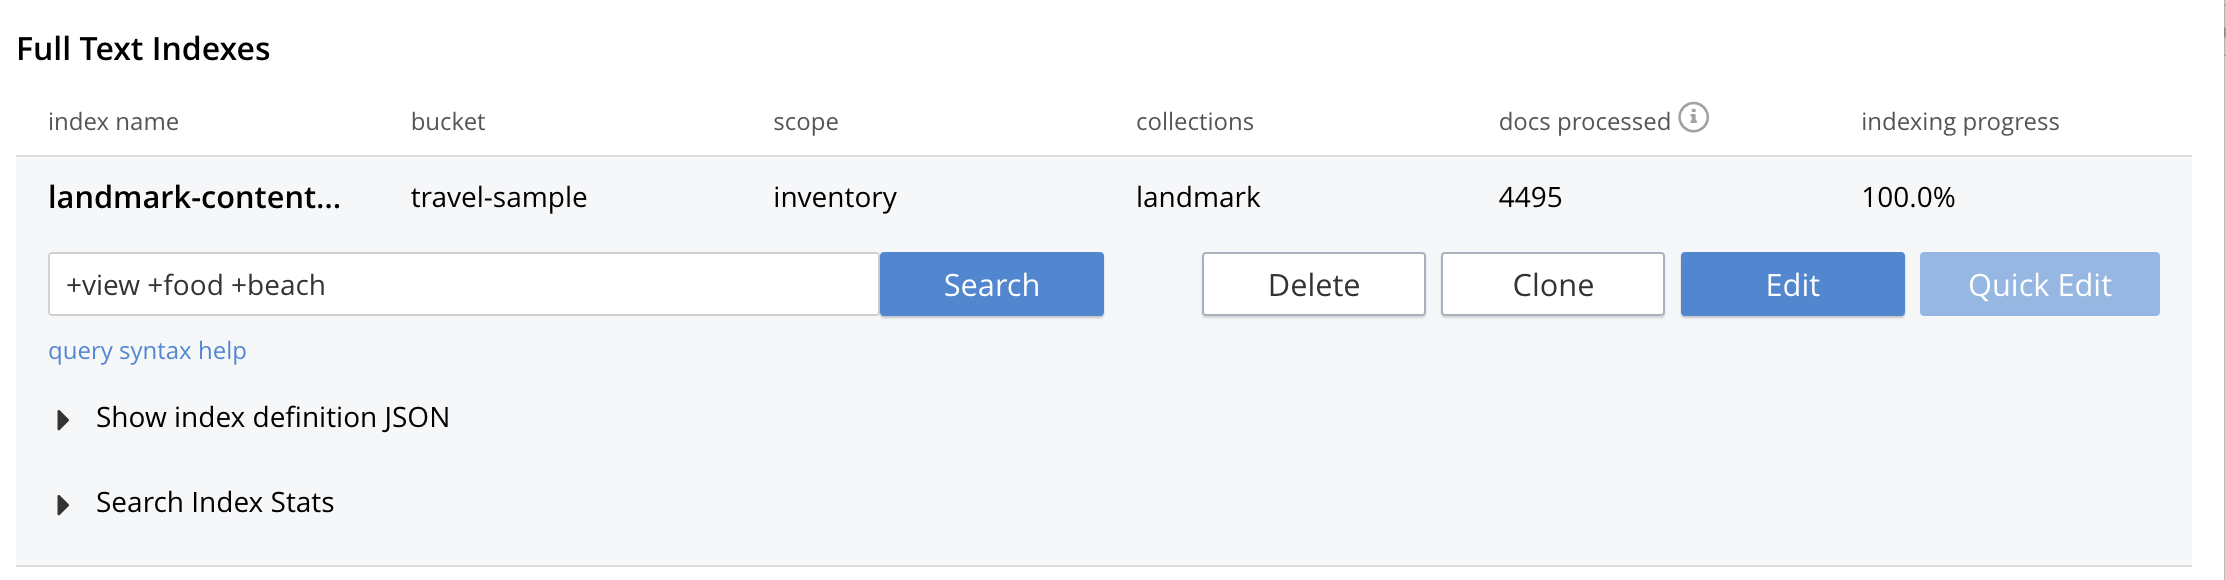 Full Text Indexes
index name bucket scope collections docs processed indexing progress
landmark-content... travel-sample inventory landmark 4495 100.0%
+view +food +beach Search Delete Clone Edit Quick Edit
query syntax help
Show index definition JSON
Search Index Stats